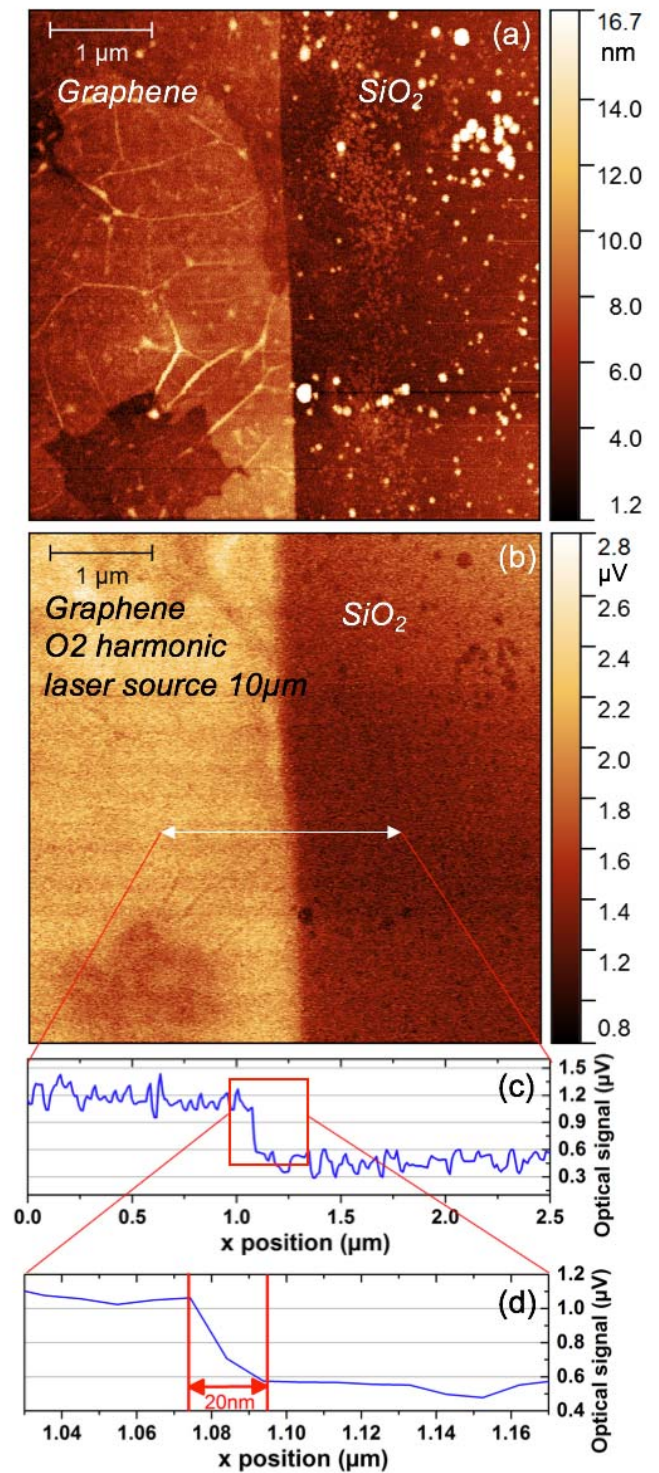 1 µm
(a)
Graphene
SiO2
16.7
nm
14.0
12.0
10.0
8.0
6.0
4.0
1.2
1 µm
(b)
Graphene
O2 harmonic
laser source 10µm
SiO2
2.8
µV
2.6
2.4
2.2
2.0
1.8
1.6
1.4
1.2
0.8
(c)
1.5
1.2
0.9
0.6
0.3
Optical signal (µV)
0.0 0.5 1.0 1.5 2.0 2.5
x position (µm)
(d)
1.2
1.0
0.8
0.6
0.4
Optical signal (µV)
20nm
1.04 1.06 1.08 1.10 1.12 1.14 1.16
x position (µm)